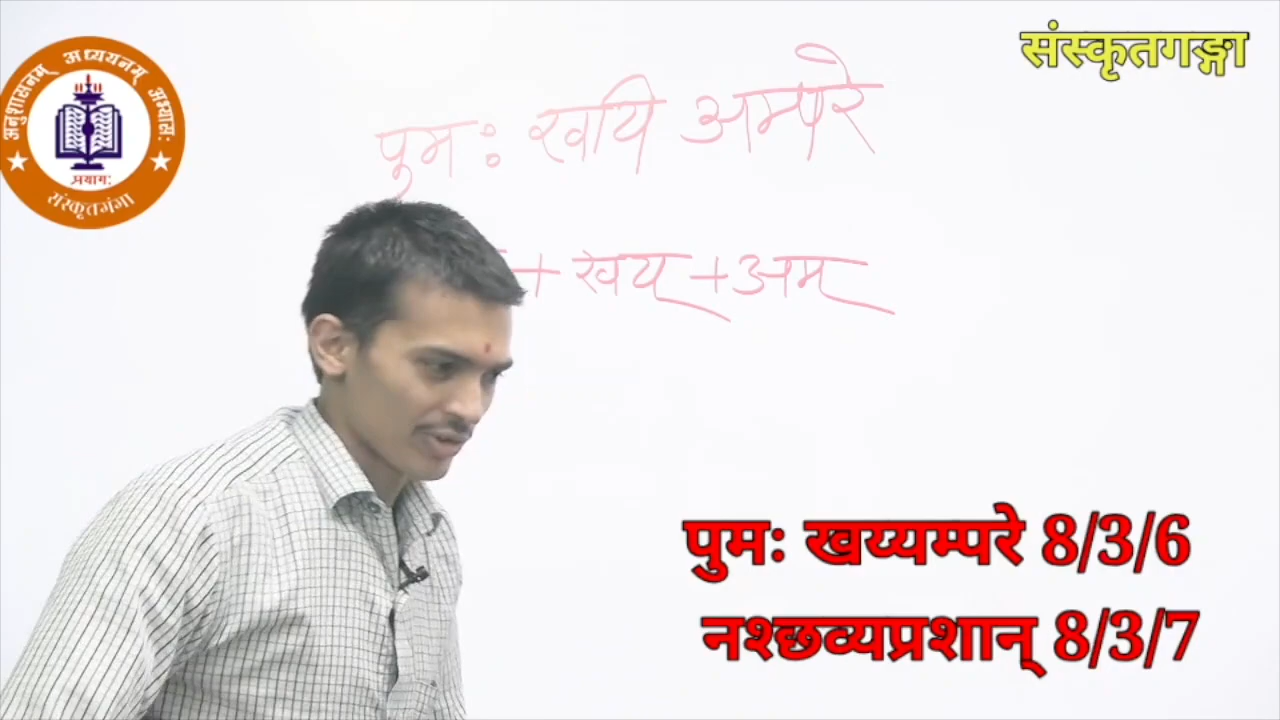 अनुशासनम् अध्ययनम् अभ्यासः
प्रयागः
संस्कृतगंगा
संस्कृतगङ्गा
पुमः खयि अम्परे
+ खय् + अम्
पुमः खय्यम्परे 8/3/6
नश्छव्यप्रशान् 8/3/7